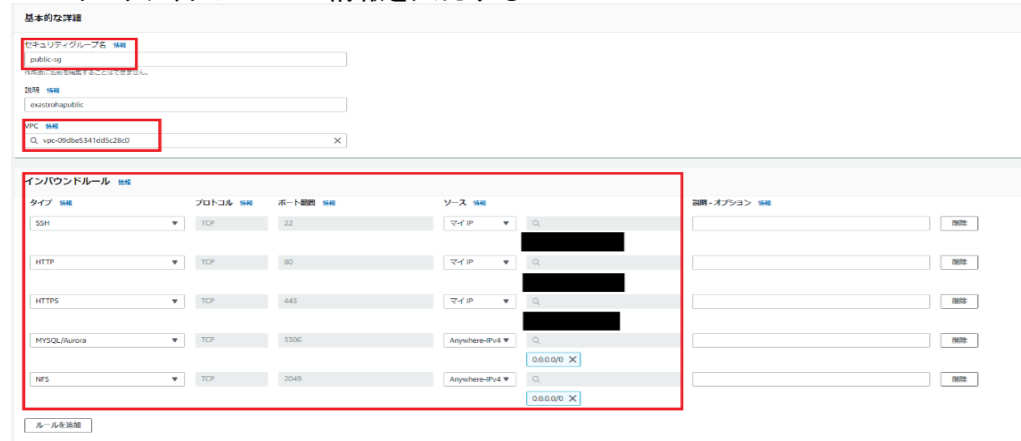 基本的な詳細
セキュリティグループ名 情報
public-sg
作成後に名前を編集することはできません。
説明 情報
exastrohapublic
VPC 情報
vpc-09dbe5341dd5c28c0
インバウンドルール 情報
タイプ 情報 プロトコル 情報 ポート範囲 情報 ソース 情報 説明 - オプション 情報
SSH TCP 22 マイ IP 削除
HTTP TCP 80 マイ IP 削除
HTTPS TCP 443 マイ IP 削除
MYSQL/Aurora TCP 3306 Anywhere-IPv4 削除
0.0.0.0/0
NFS TCP 2049 Anywhere-IPv4 削除
0.0.0.0/0
ルールを追加